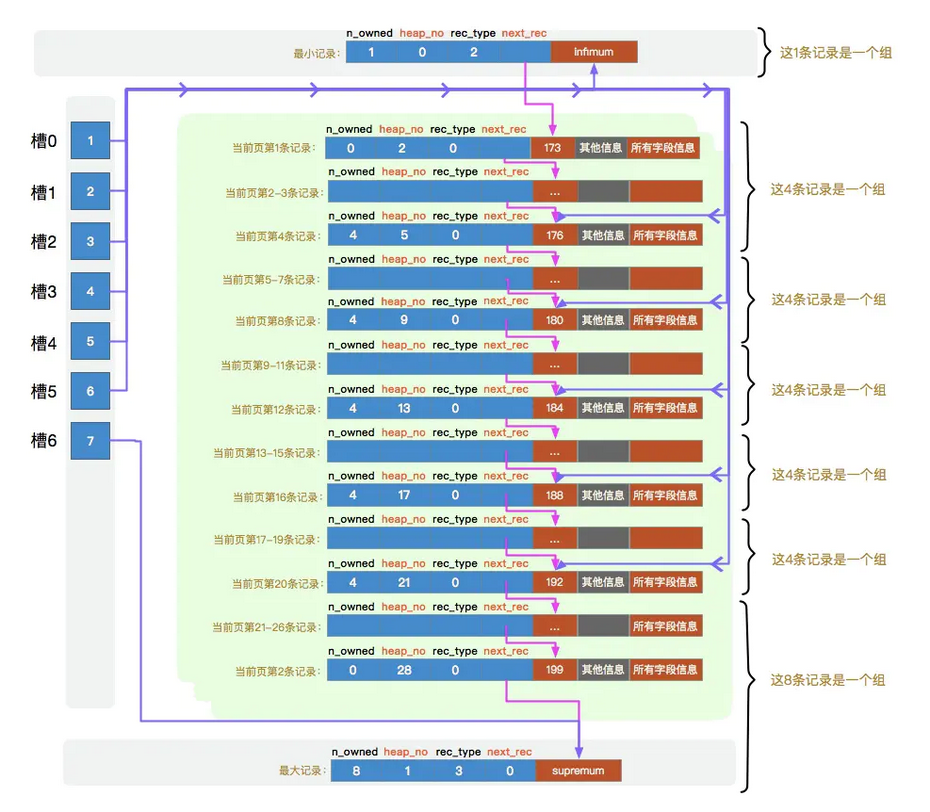 n_owned heap_no rec_type next_rec
最小记录: 1 0 2 Infimum
这1条记录是一个组
槽0 1
槽1 2
槽2 3
槽3 4
槽4 5
槽5 6
槽6 7
n_owned heap_no rec_type next_rec
当前页第1条记录: 0 2 0 173 其他信息 所有字段信息
n_owned heap_no rec_type next_rec
当前页第2-3条记录: ...
这4条记录是一个组
n_owned heap_no rec_type next_rec
当前页第4条记录: 4 5 0 176 其他信息 所有字段信息
n_owned heap_no rec_type next_rec
当前页第5-7条记录: ...
这4条记录是一个组
n_owned heap_no rec_type next_rec
当前页第8条记录: 4 9 0 180 其他信息 所有字段信息
n_owned heap_no rec_type next_rec
当前页第9-11条记录: ...
这4条记录是一个组
n_owned heap_no rec_type next_rec
当前页第12条记录: 4 13 0 184 其他信息 所有字段信息
n_owned heap_no rec_type next_rec
当前页第13-15条记录: ...
这4条记录是一个组
n_owned heap_no rec_type next_rec
当前页第16条记录: 4 17 0 188 其他信息 所有字段信息
n_owned heap_no rec_type next_rec
当前页第17-19条记录: ...
这4条记录是一个组
n_owned heap_no rec_type next_rec
当前页第20条记录: 4 21 0 192 其他信息 所有字段信息
n_owned heap_no rec_type next_rec
当前页第21-26条记录: ... 所有字段信息
n_owned heap_no rec_type next_rec
当前页第2条记录: 0 28 0 199 其他信息 所有字段信息
这8条记录是一个组
n_owned heap_no rec_type next_rec
最大记录: 8 1 3 0 supremum